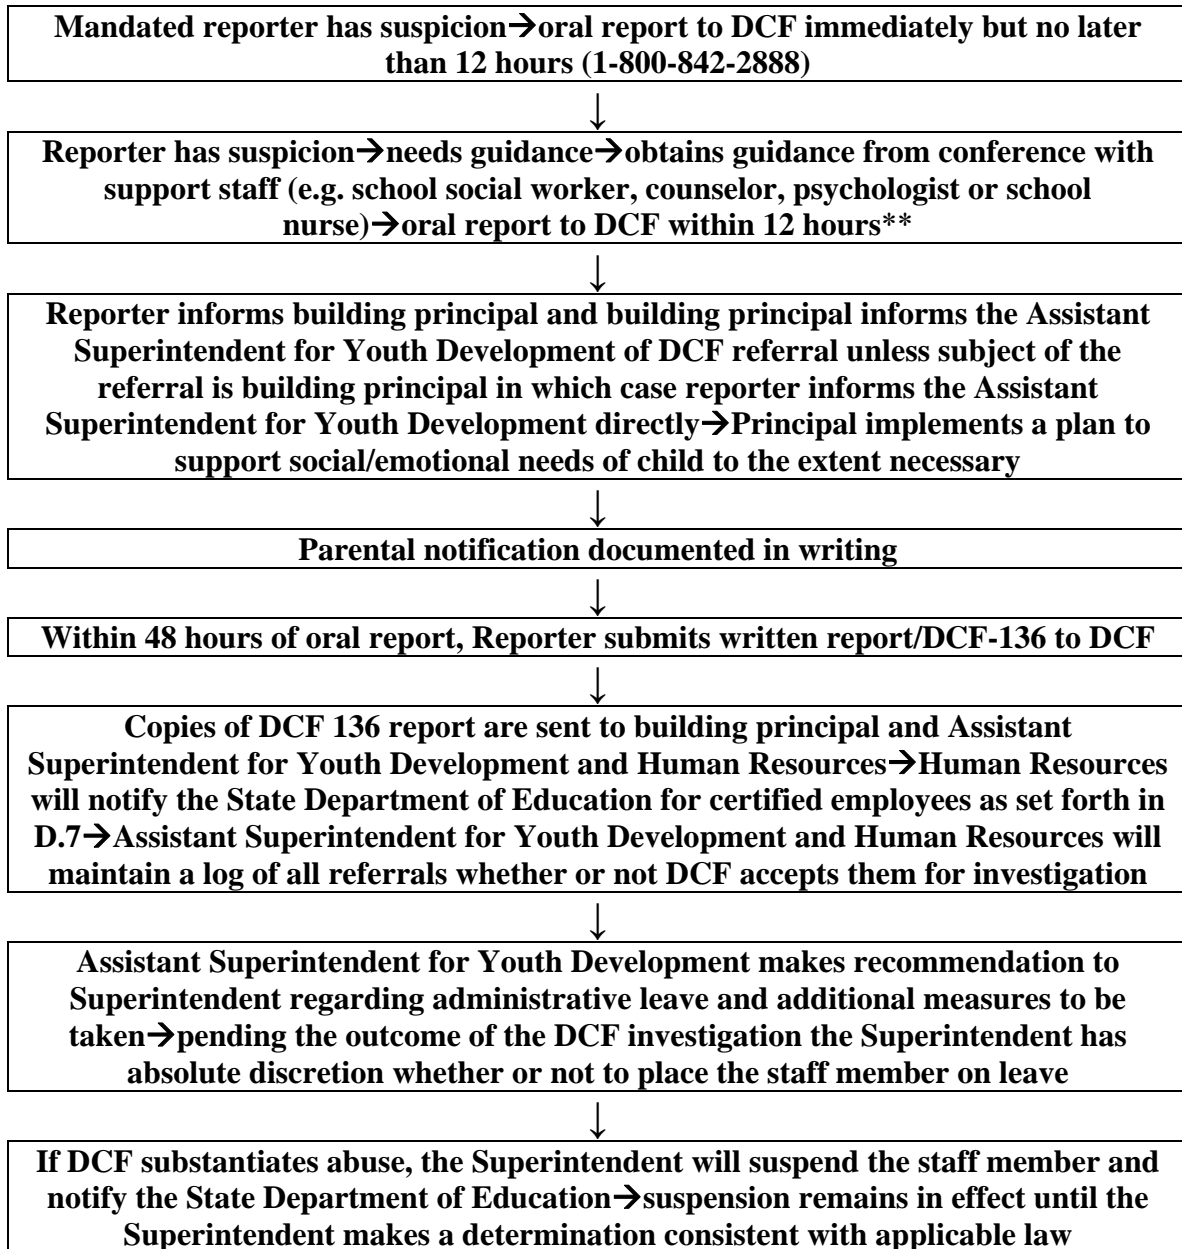 Mandated reporter has suspicion→oral report to DCF immediately but no later
than 12 hours (1-800-842-2888)
↓
Reporter has suspicion→needs guidance→obtains guidance from conference with
support staff (e.g. school social worker, counselor, psychologist or school
nurse)→oral report to DCF within 12 hours**
↓
Reporter informs building principal and building principal informs the Assistant
Superintendent for Youth Development of DCF referral unless subject of the
referral is building principal in which case reporter informs the Assistant
Superintendent for Youth Development directly→Principal implements a plan to
support social/emotional needs of child to the extent necessary
↓
Parental notification documented in writing
↓
Within 48 hours of oral report, Reporter submits written report/DCF-136 to DCF
↓
Copies of DCF 136 report are sent to building principal and Assistant
Superintendent for Youth Development and Human Resources→Human Resources
will notify the State Department of Education for certified employees as set forth in
D.7→Assistant Superintendent for Youth Development and Human Resources will
maintain a log of all referrals whether or not DCF accepts them for investigation
↓
Assistant Superintendent for Youth Development makes recommendation to
Superintendent regarding administrative leave and additional measures to be
taken→pending the outcome of the DCF investigation the Superintendent has
absolute discretion whether or not to place the staff member on leave
↓
If DCF substantiates abuse, the Superintendent will suspend the staff member and
notify the State Department of Education→suspension remains in effect until the
Superintendent makes a determination consistent with applicable law